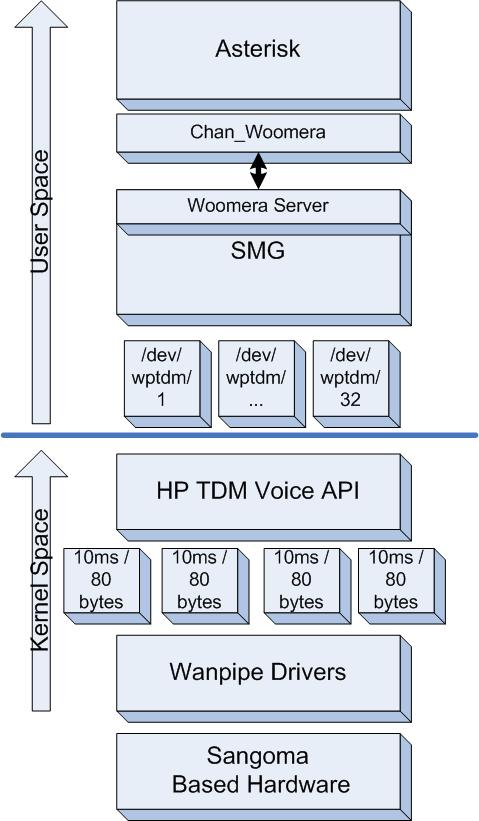 Asterisk
Chan_Woomera
Woomera Server
SMG
User Space
/dev/
wptdm/
1
/dev/
wptdm/
...
/dev/
wptdm/
32
HP TDM Voice API
Kernel Space
10ms /
80
bytes
10ms /
80
bytes
10ms /
80
bytes
10ms /
80
bytes
Wanpipe Drivers
Sangoma
Based Hardware